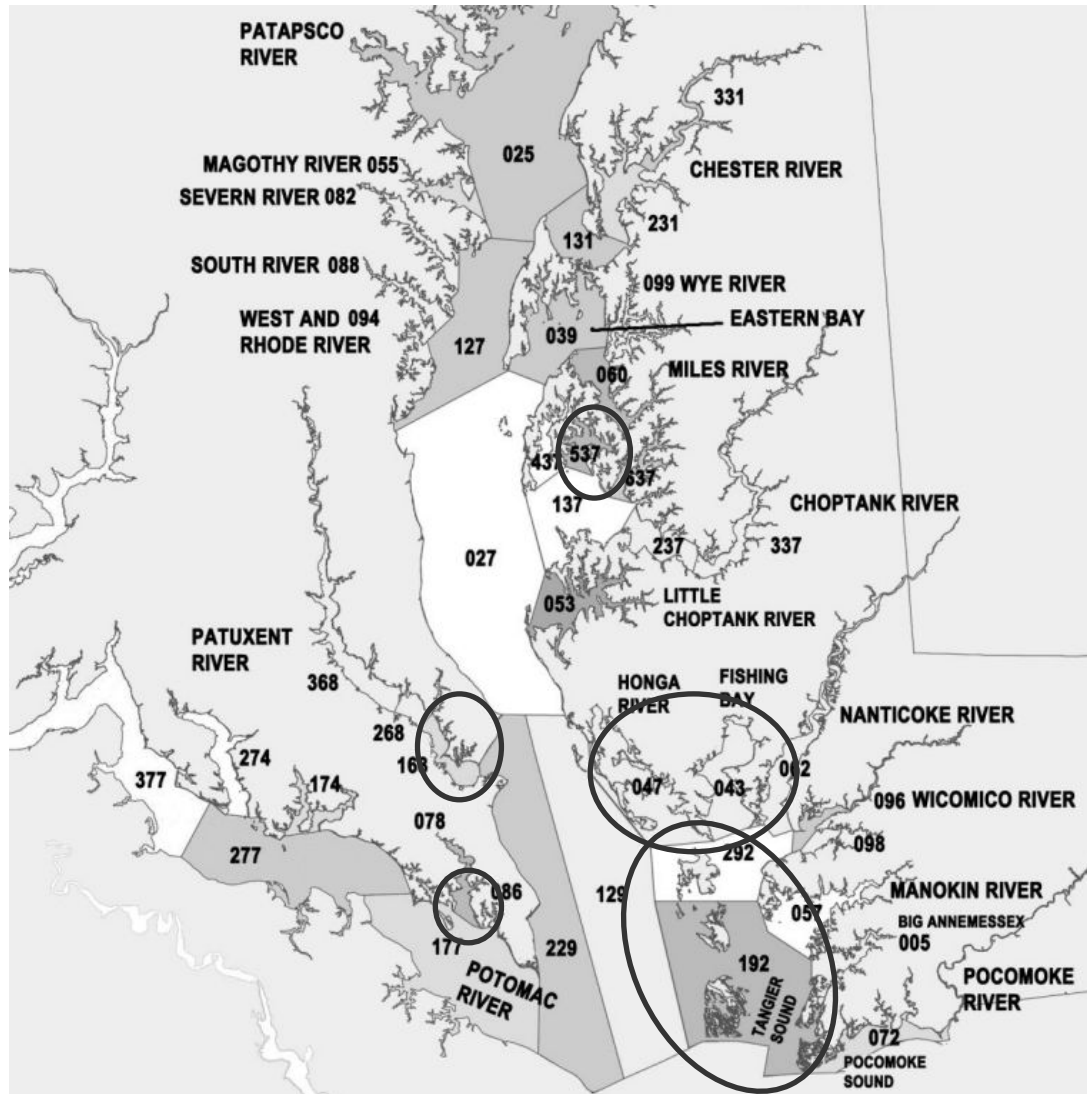 PATAPSCO
RIVER
331
025
MAGOTHY RIVER 055
CHESTER RIVER
SEVERN RIVER 082
231
131
SOUTH RIVER 088
099 WYE RIVER
WEST AND 094
RHODE RIVER
EASTERN BAY
039
127
060
MILES RIVER
437
537
637
137
CHOPTANK RIVER
237
337
027
053
LITTLE
CHOPTANK RIVER
PATUXENT
RIVER
HONGA
RIVER
FISHING
BAY
368
NANTICOKE RIVER
268
274
168
062
377
174
047
043
096 WICOMICO RIVER
078
098
277
292
MANOKIN RIVER
086
129
057
BIG ANNEMESSEX
005
177
229
192
POCOMOKE
RIVER
POTOMAC
RIVER
TANGIER
SOUND
072
POCOMOKE
SOUND